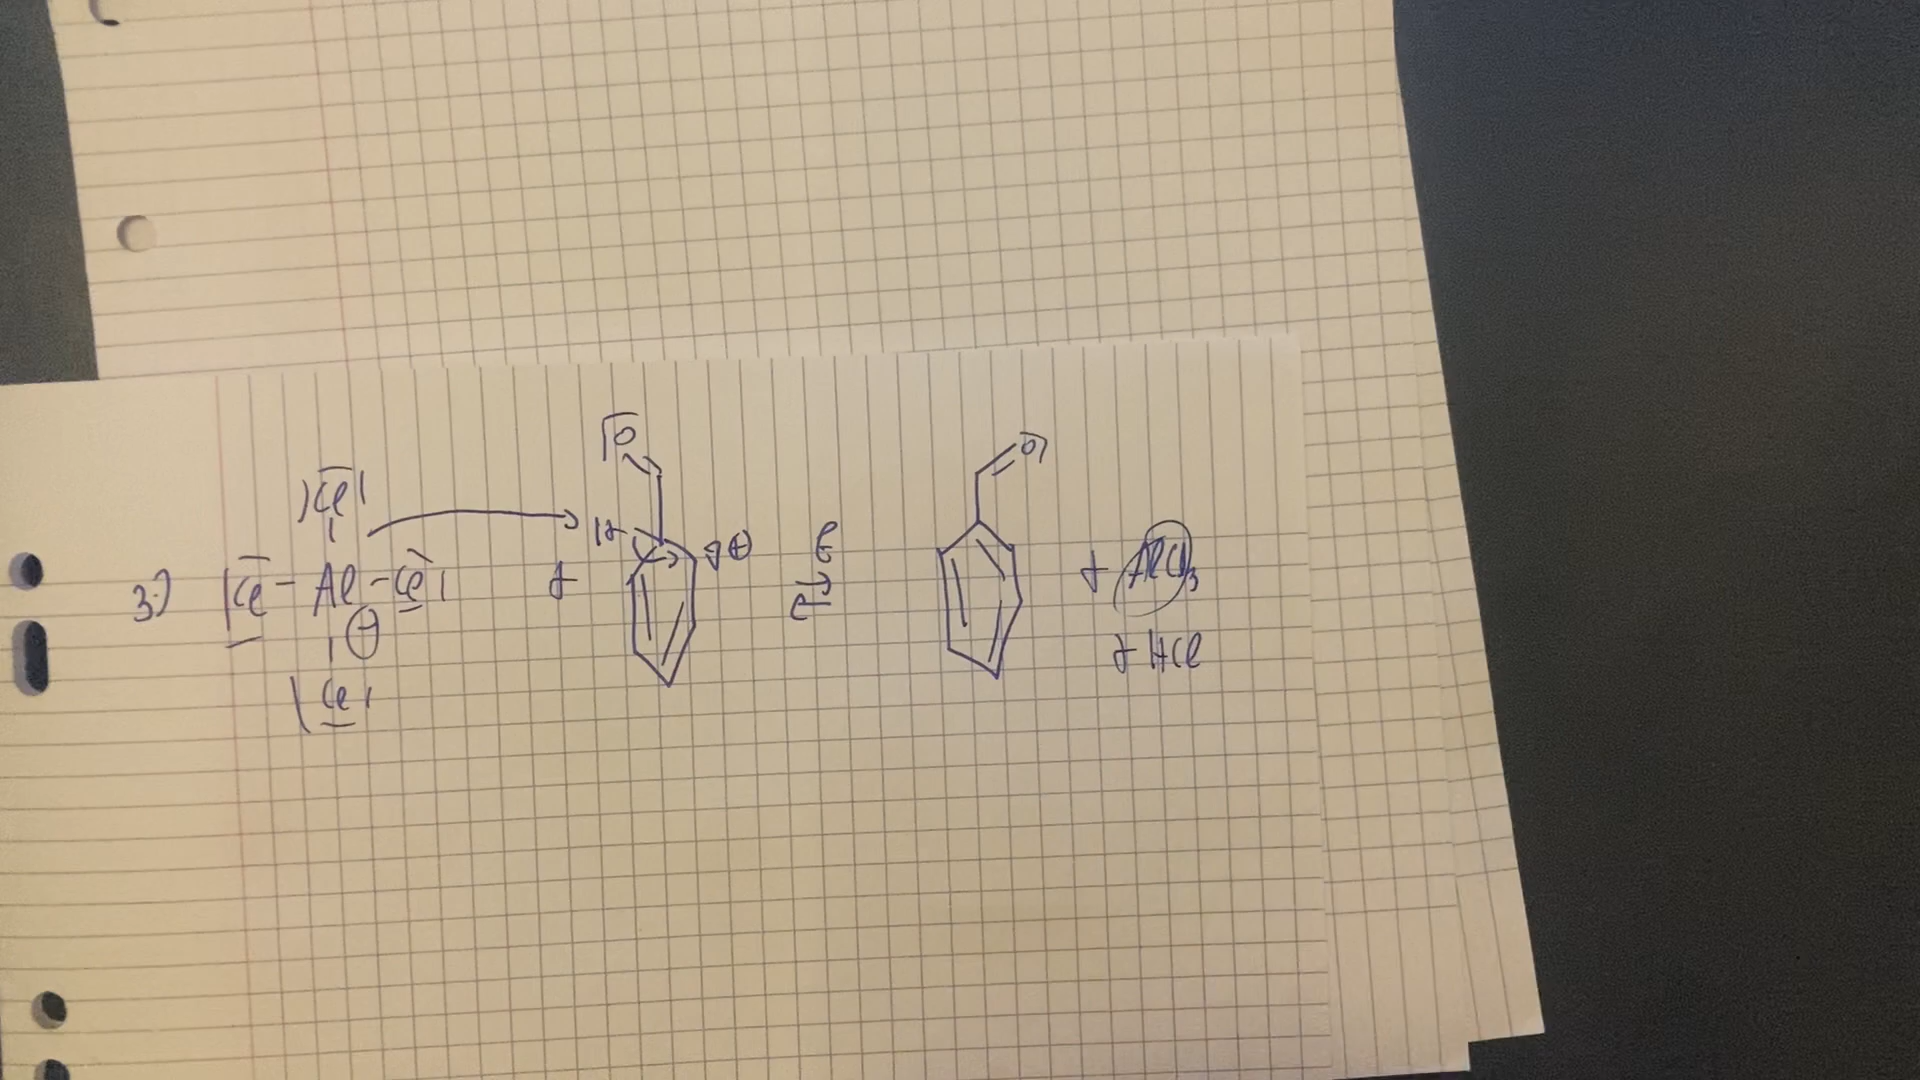 O O
Cl
H ⊕
3.) Cl - Al - Cl + ⇌ + AlCl3
⊖
Cl + HCl